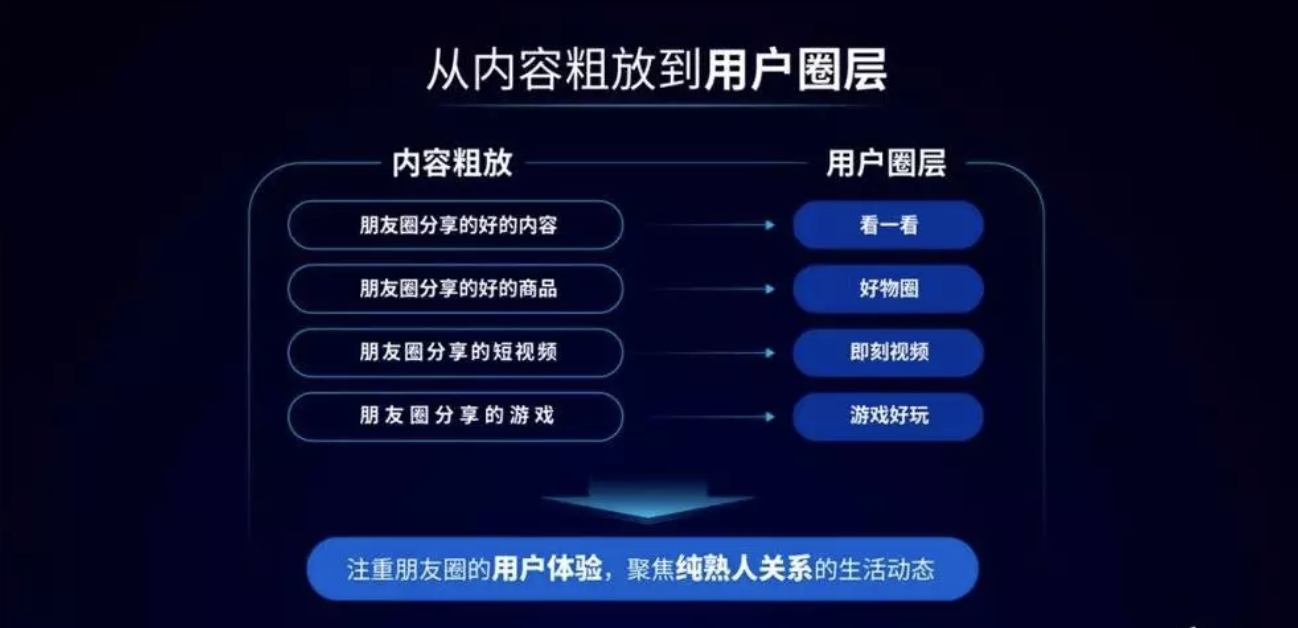 从内容粗放到用户圈层
内容粗放 用户圈层
朋友圈分享的好的内容 看一看
朋友圈分享的好的商品 好物圈
朋友圈分享的短视频 即刻视频
朋友圈分享的游戏 游戏好玩
注重朋友圈的用户体验，聚焦纯熟人关系的生活动态